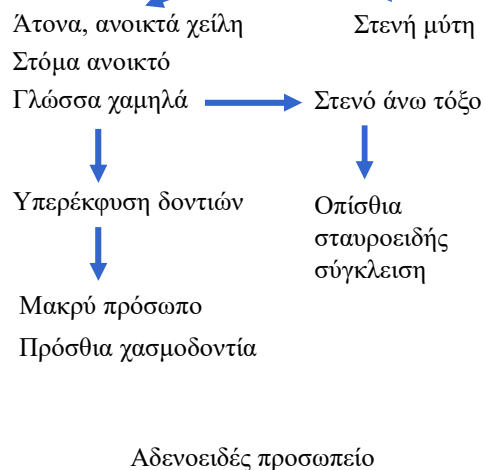 Άτονα, ανοικτά χείλη
Στενή μύτη
Στόμα ανοικτό
Γλώσσα χαμηλά
Στενό άνω τόξο
Υπερέκφυση δοντιών
Οπίσθια
σταυροειδής
σύγκλειση
Μακρύ πρόσωπο
Πρόσθια χασμοδοντία
Αδενοειδές προσωπείο